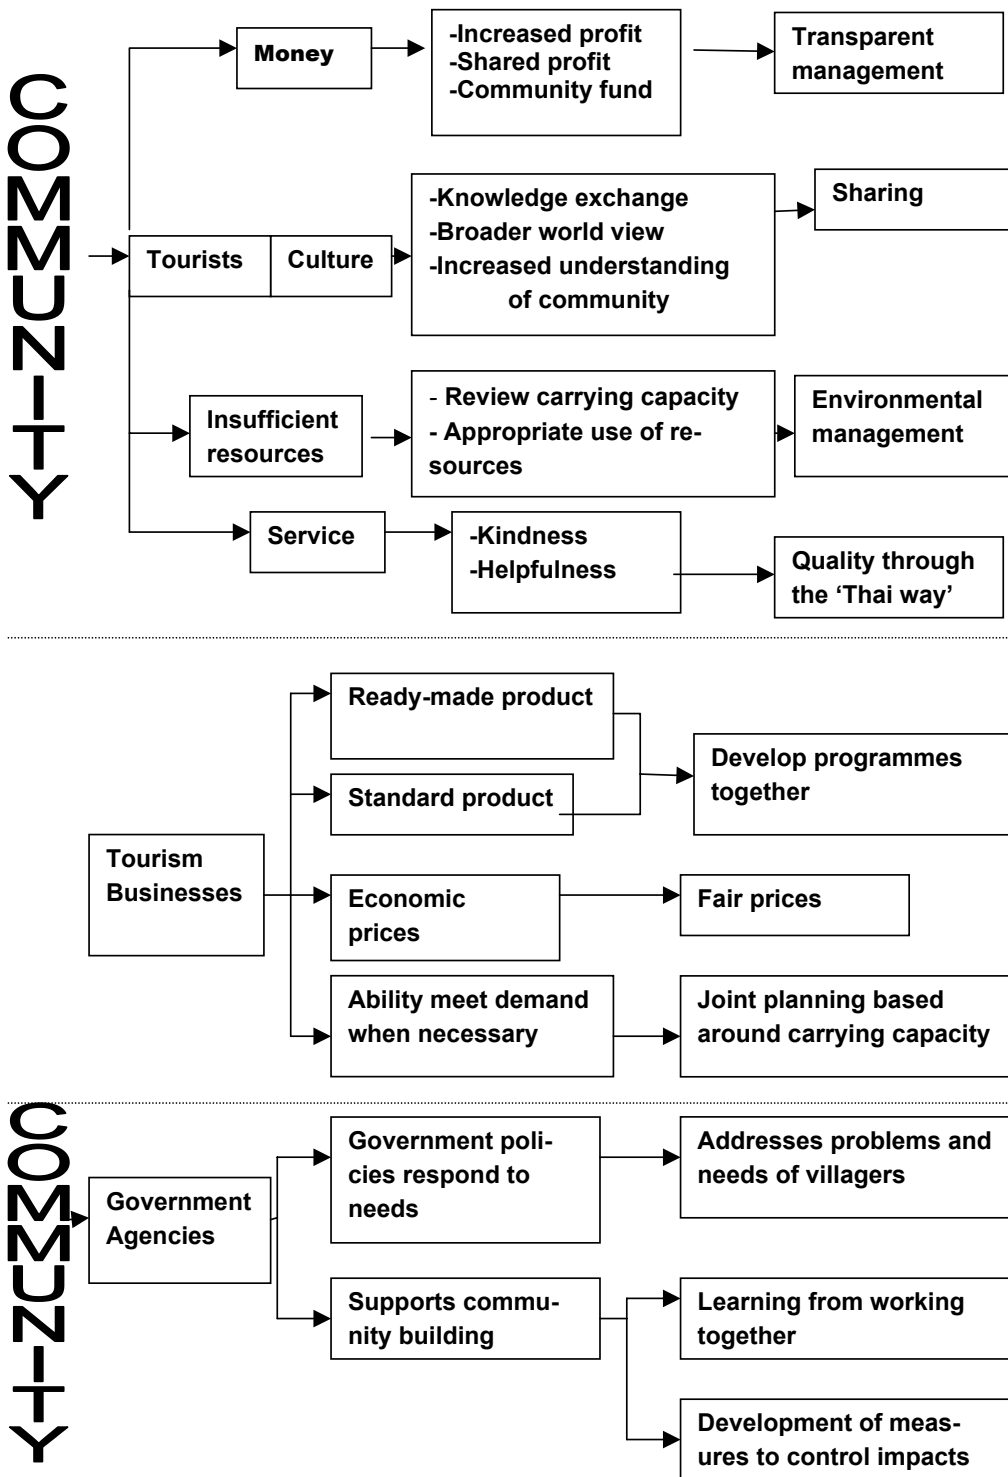 COMMUNITY
Money
-Increased profit
-Shared profit
-Community fund
Transparent
management
Tourists
Culture
-Knowledge exchange
-Broader world view
-Increased understanding
of community
Sharing
Insufficient
resources
- Review carrying capacity
- Appropriate use of re-
sources
Environmental
management
Service
-Kindness
-Helpfulness
Quality through
the ‘Thai way’
Tourism
Businesses
Ready-made product
Standard product
Develop programmes
together
Economic
prices
Fair prices
Ability meet demand
when necessary
Joint planning based
around carrying capacity
COMMUNITY
Government
Agencies
Government poli-
cies respond to
needs
Addresses problems and
needs of villagers
Supports commu-
nity building
Learning from working
together
Development of meas-
ures to control impacts